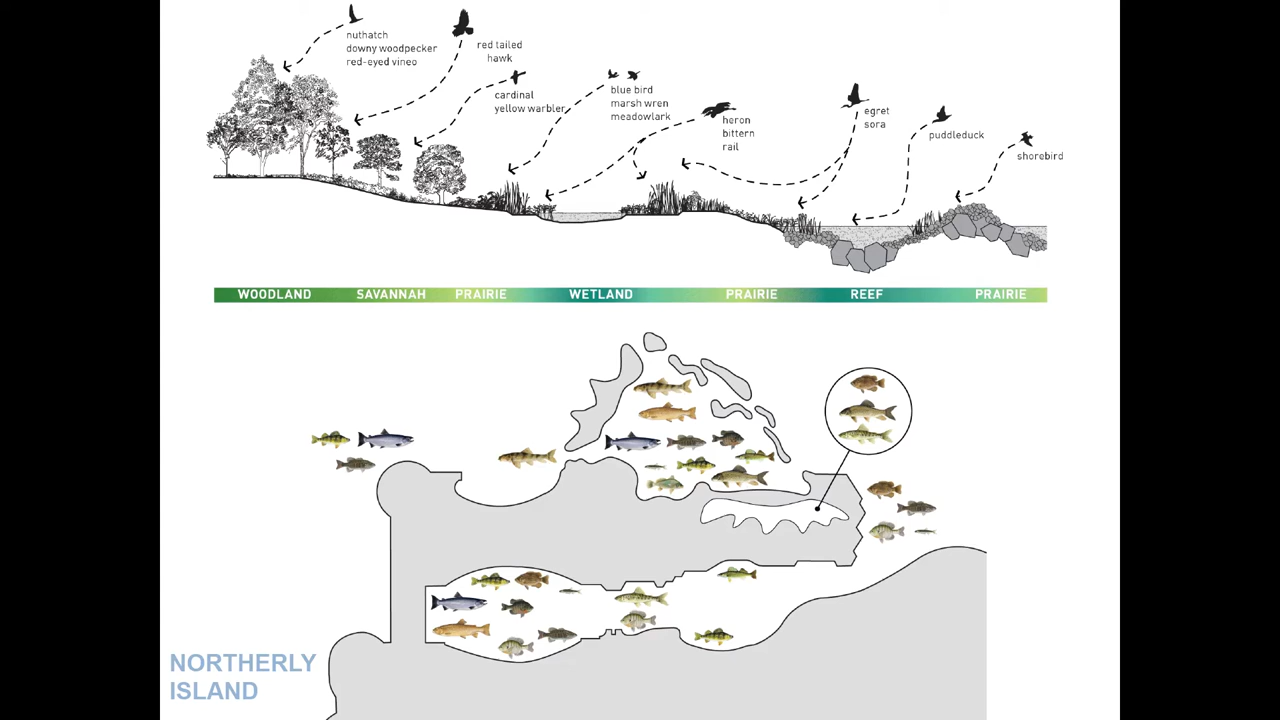 nuthatch
downy woodpecker
red-eyed vineo
red tailed
hawk
cardinal
yellow warbler
blue bird
marsh wren
meadowlark
heron
bittern
rail
egret
sora
puddleduck
shorebird
WOODLAND SAVANNAH PRAIRIE WETLAND PRAIRIE REEF PRAIRIE
NORTHERLY
ISLAND